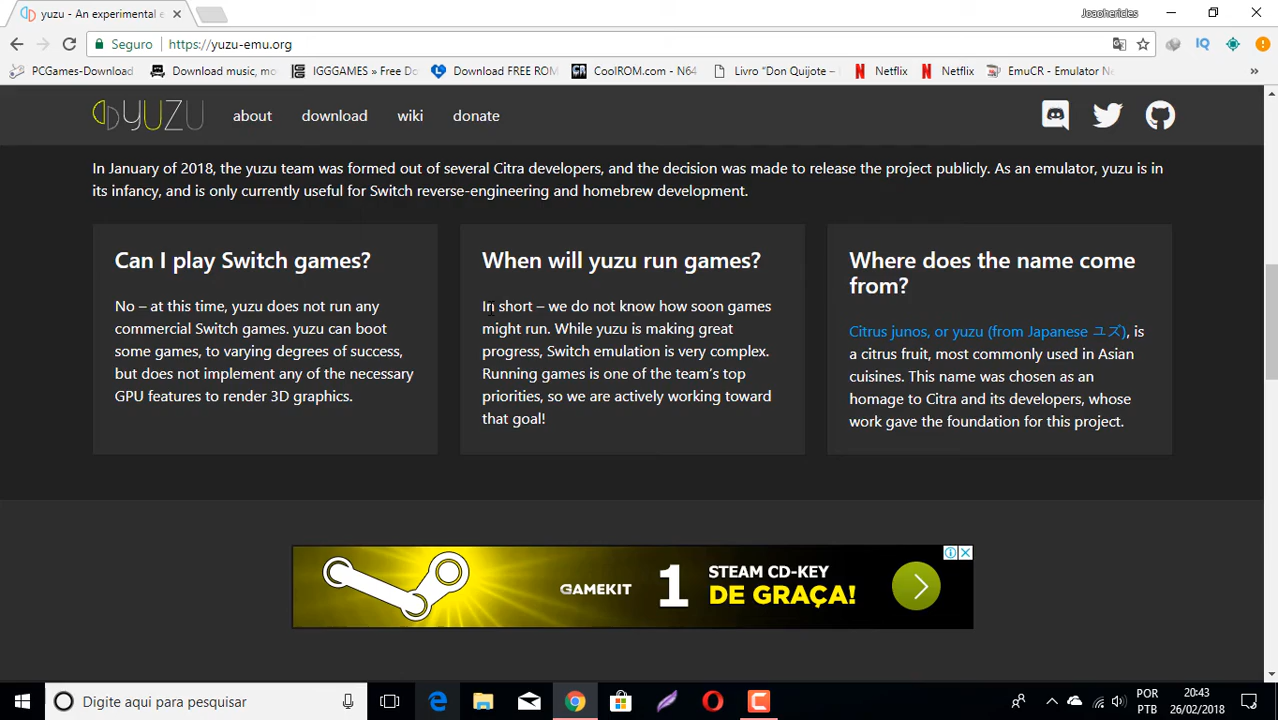 yuzu - An experimental e
Joaohericles
Seguro
https://yuzu-emu.org
IQ
PCGames-Download
Download music, mo
IGGGAMES » Free Do
Download FREE ROM
CoolROM.com - N64
Livro "Don Quijote –
Netflix
Netflix
EmuCR - Emulator Ne
»
YUZU
about
download
wiki
donate
In January of 2018, the yuzu team was formed out of several Citra developers, and the decision was made to release the project publicly. As an emulator, yuzu is in
its infancy, and is only currently useful for Switch reverse-engineering and homebrew development.
Can I play Switch games?
No – at this time, yuzu does not run any
commercial Switch games. yuzu can boot
some games, to varying degrees of success,
but does not implement any of the necessary
GPU features to render 3D graphics.
When will yuzu run games?
In short – we do not know how soon games
might run. While yuzu is making great
progress, Switch emulation is very complex.
Running games is one of the team's top
priorities, so we are actively working toward
that goal!
Where does the name come
from?
Citrus junos, or yuzu (from Japanese ユズ), is
a citrus fruit, most commonly used in Asian
cuisines. This name was chosen as an
homage to Citra and its developers, whose
work gave the foundation for this project.
GAMEKIT
1
STEAM CD-KEY
DE GRAÇA!
Digite aqui para pesquisar
POR
PTB
20:43
26/02/2018